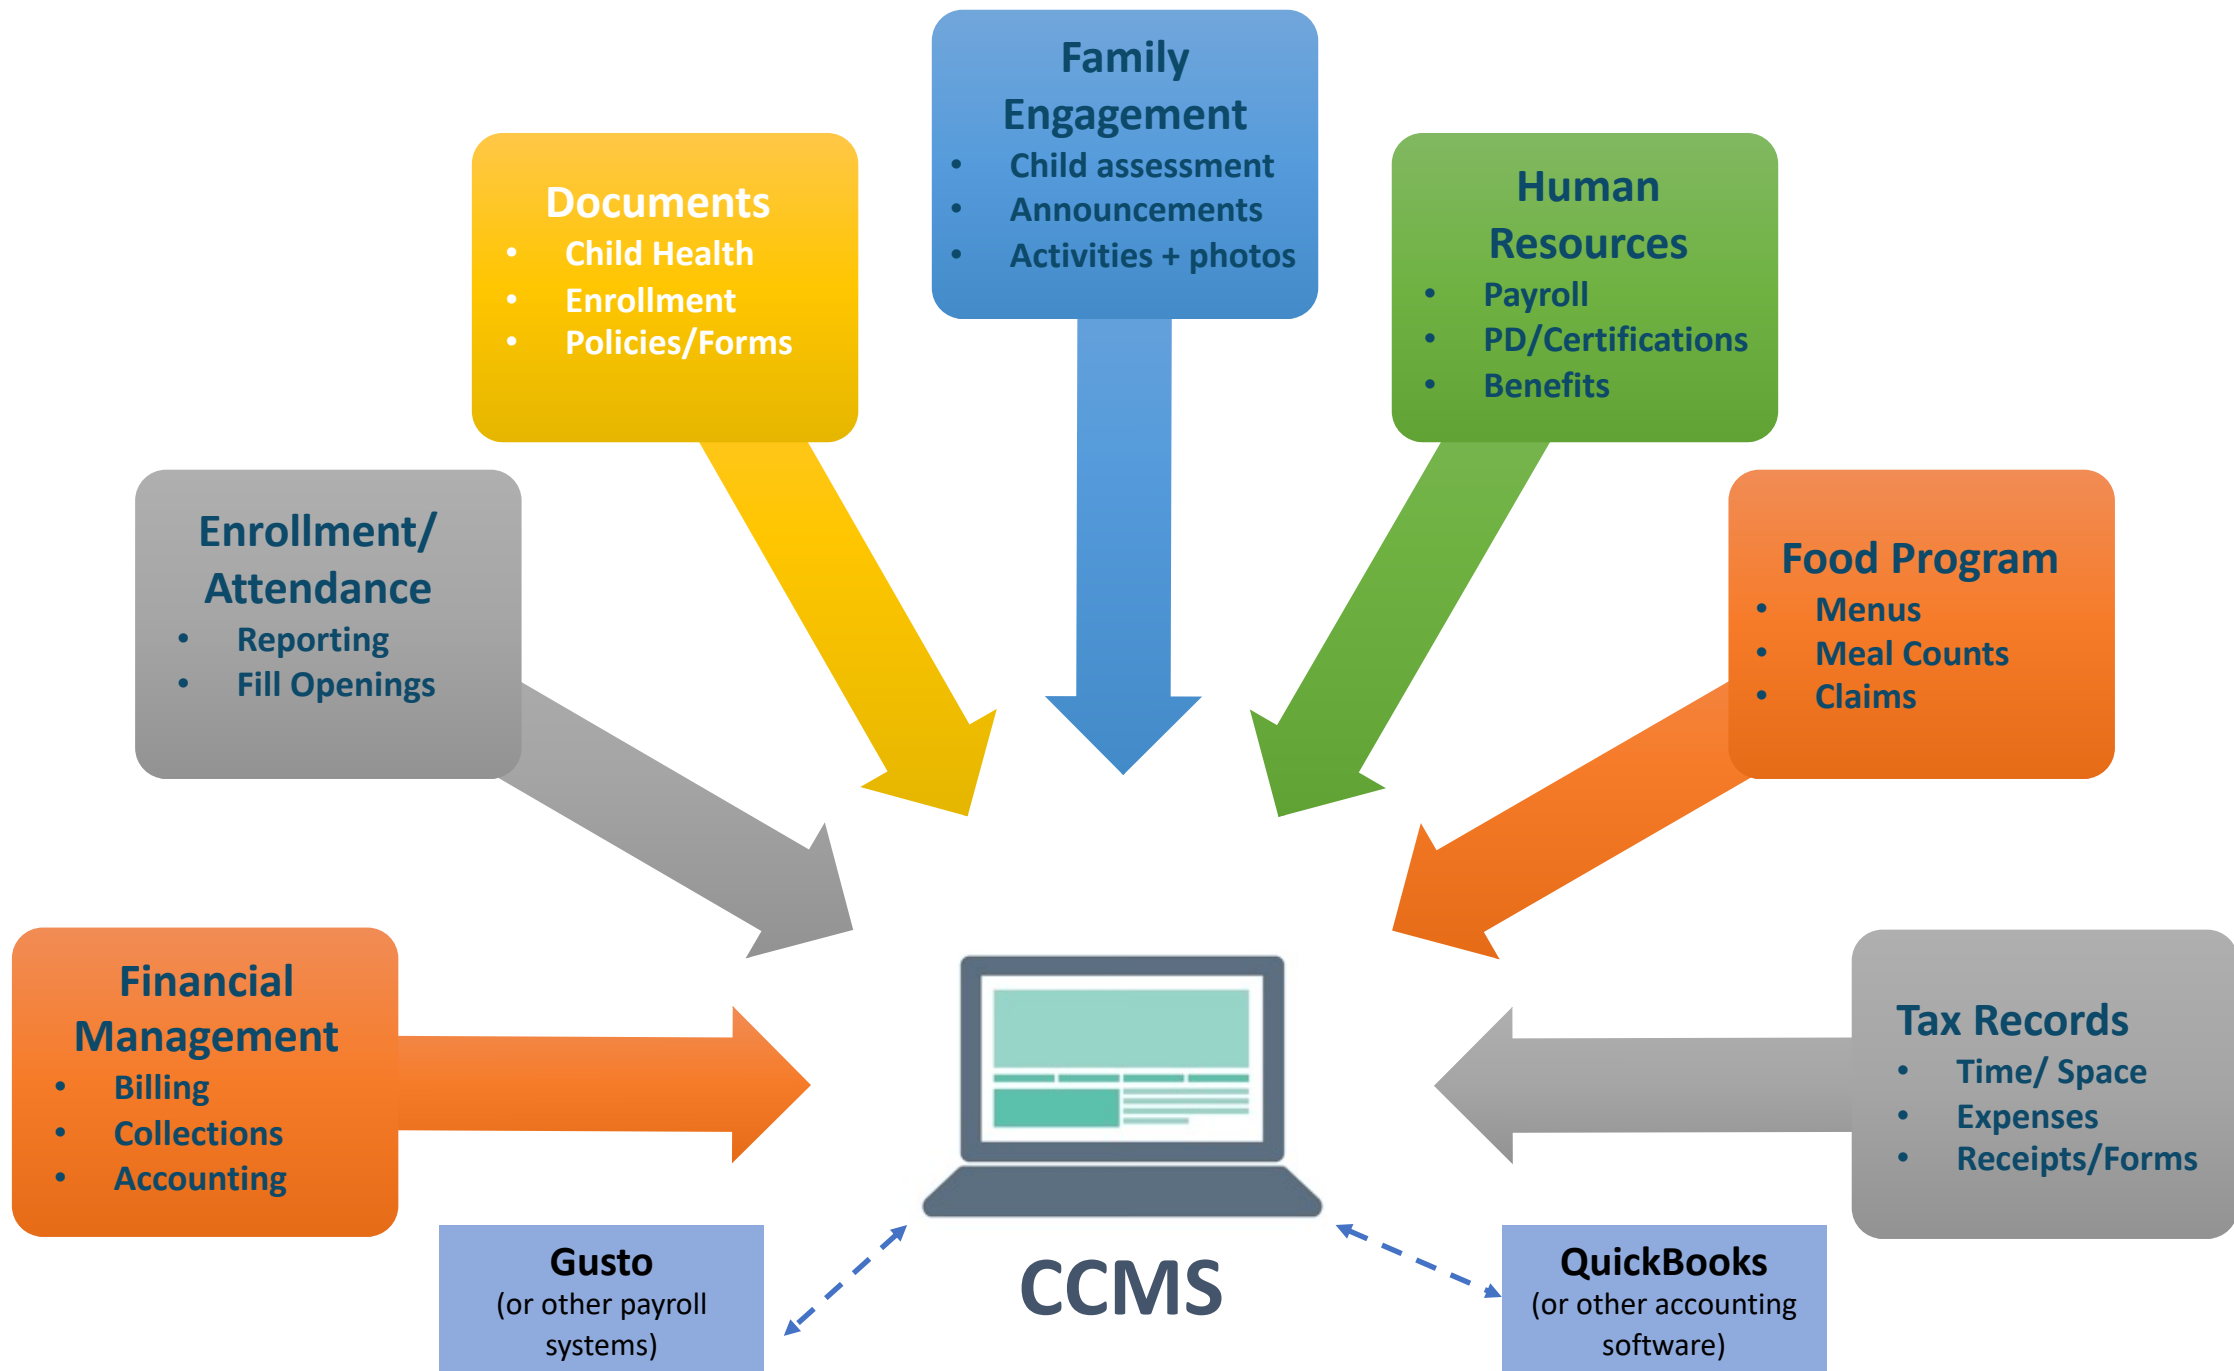 Family
Engagement
• Child assessment
• Announcements
• Activities + photos
Documents
• Child Health
• Enrollment
• Policies/Forms
Human
Resources
• Payroll
• PD/Certifications
• Benefits
Enrollment/
Attendance
• Reporting
• Fill Openings
Food Program
• Menus
• Meal Counts
• Claims
Financial
Management
• Billing
• Collections
• Accounting
Tax Records
• Time/ Space
• Expenses
• Receipts/Forms
Gusto
(or other payroll
systems)
CCMS
QuickBooks
(or other accounting
software)